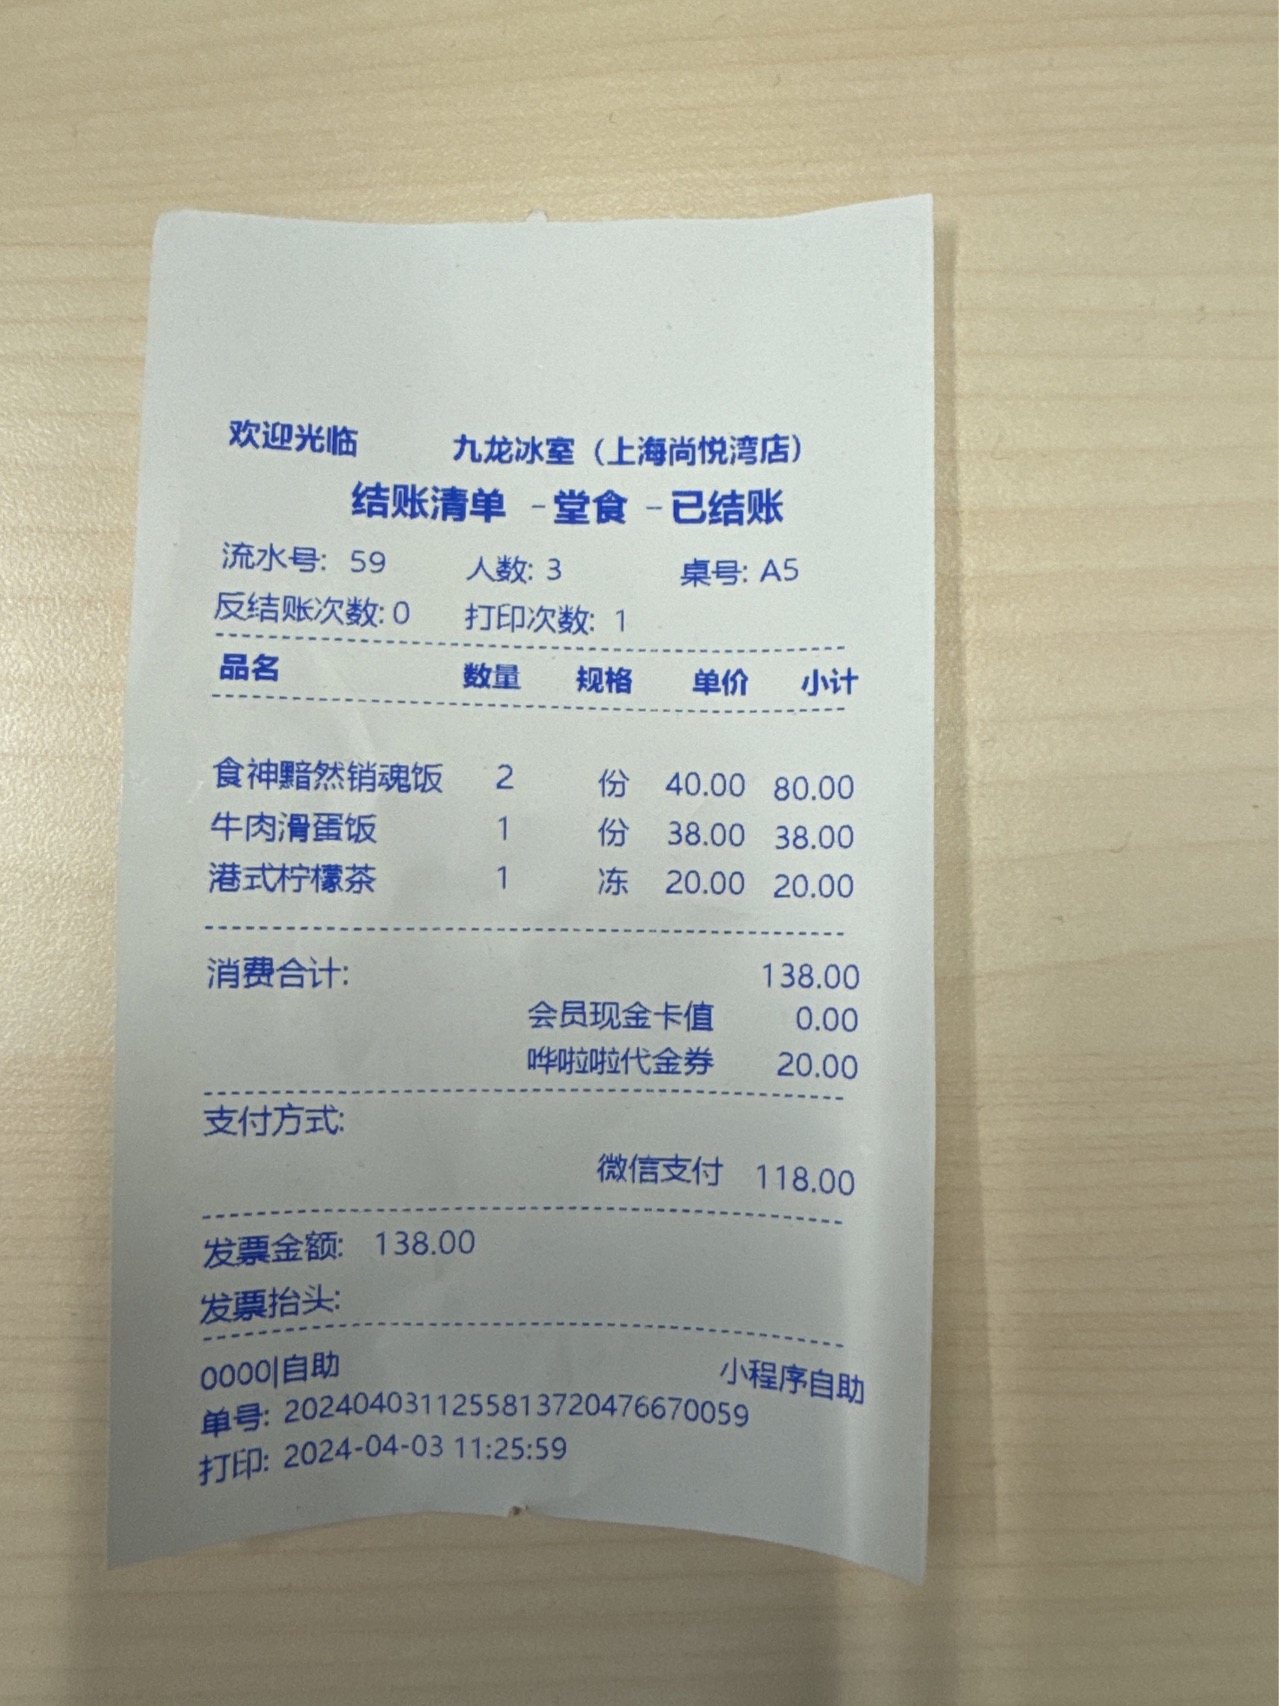 欢迎光临 九龙冰室（上海尚悦湾店）
结账清单 -堂食 -已结账
流水号: 59 人数: 3 桌号: A5
反结账次数: 0 打印次数: 1
品名 数量 规格 单价 小计
食神黯然销魂饭 2 份 40.00 80.00
牛肉滑蛋饭 1 份 38.00 38.00
港式柠檬茶 1 冻 20.00 20.00
消费合计: 138.00
会员现金卡值 0.00
哗啦啦代金券 20.00
支付方式:
微信支付 118.00
发票金额: 138.00
发票抬头:
0000|自助 小程序自助
单号: 2024040311255813720476670059
打印: 2024-04-03 11:25:59